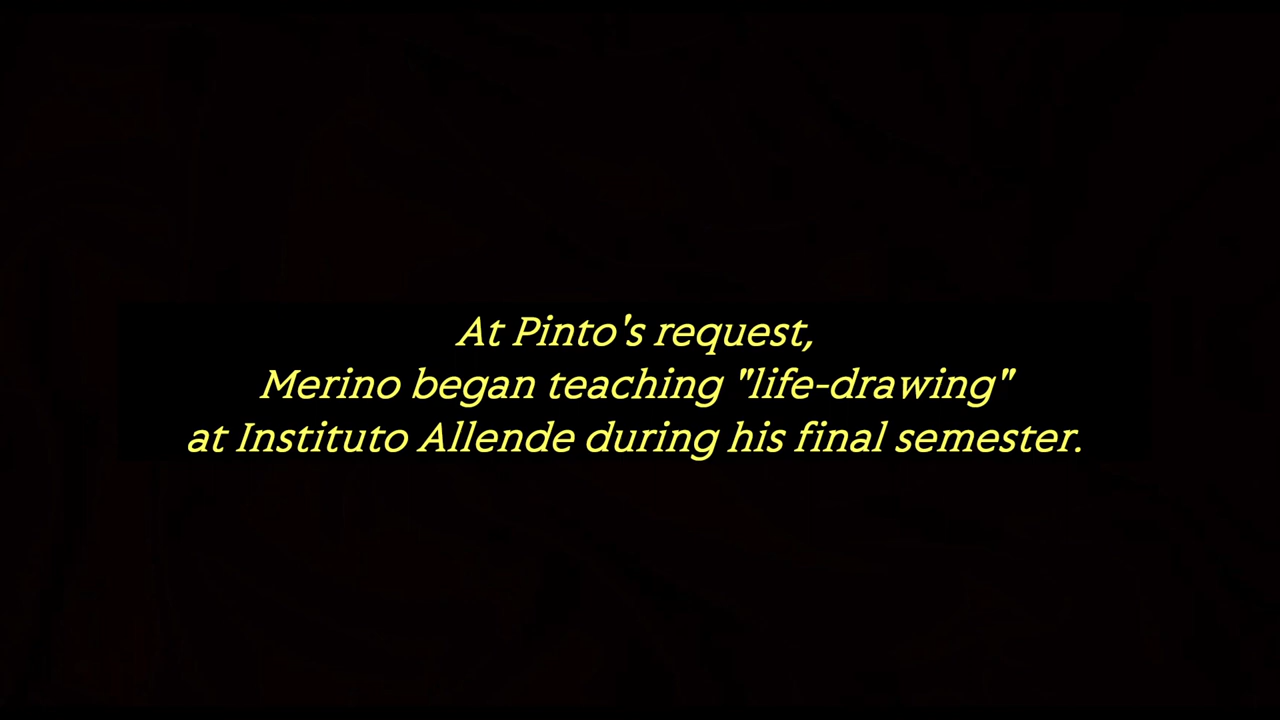 At Pinto's request,
Merino began teaching "life-drawing"
at Instituto Allende during his final semester.